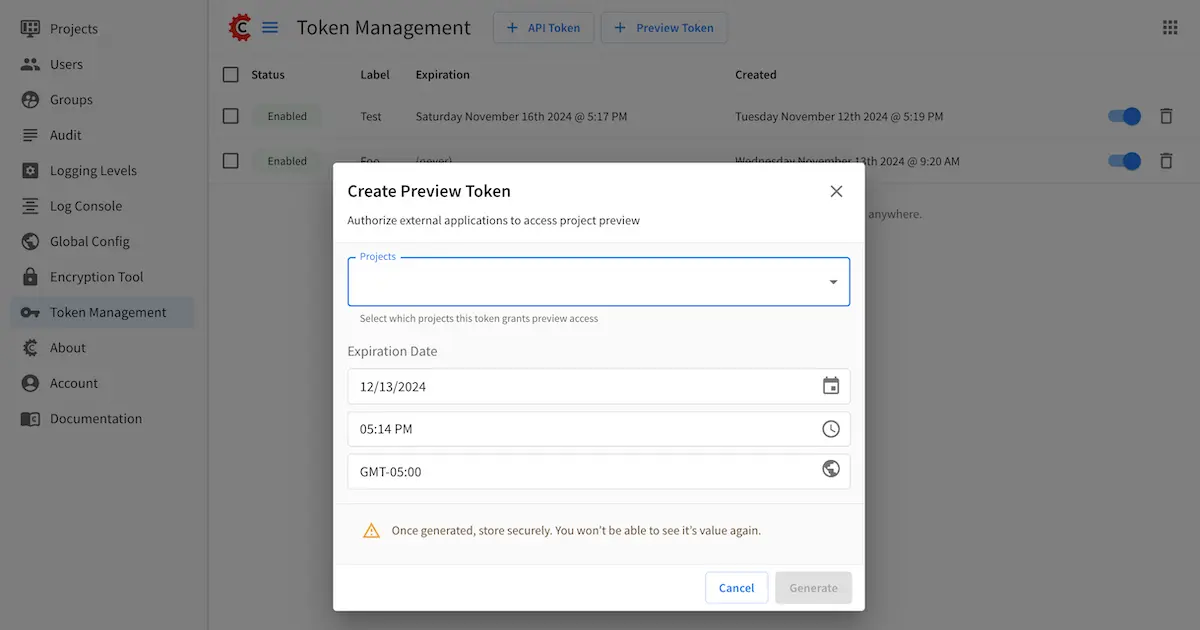 Projects
Users
Groups
Audit
Logging Levels
Log Console
Global Config
Encryption Tool
Token Management
About
Account
Documentation
Token Management
+ API Token
+ Preview Token
Status Label Expiration Created
Enabled Test Saturday November 16th 2024 @ 5:17 PM Tuesday November 12th 2024 @ 5:19 PM
Enabled Foo (never) Wednesday November 13th 2024 @ 9:20 AM
anywhere.
Create Preview Token
Authorize external applications to access project preview
Projects
Select which projects this token grants preview access
Expiration Date
12/13/2024
05:14 PM
GMT-05:00
Once generated, store securely. You won't be able to see it's value again.
Cancel Generate